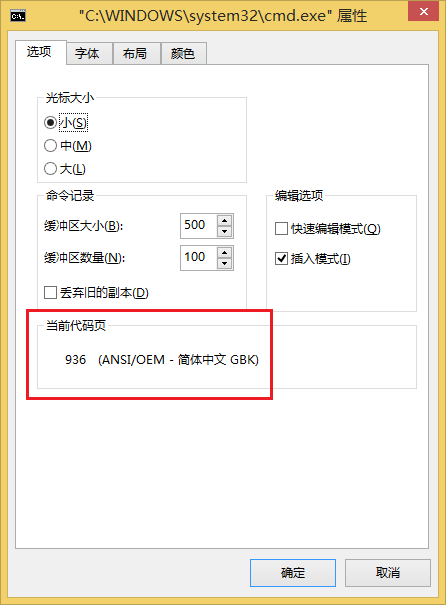 "C:\WINDOWS\system32\cmd.exe" 属性
选项 字体 布局 颜色
光标大小
小(S)
中(M)
大(L)
命令记录 编辑选项
缓冲区大小(B): 500 快速编辑模式(Q)
缓冲区数量(N): 100 插入模式(I)
丢弃旧的副本(D)
当前代码页
936 (ANSI/OEM - 简体中文 GBK)
确定 取消